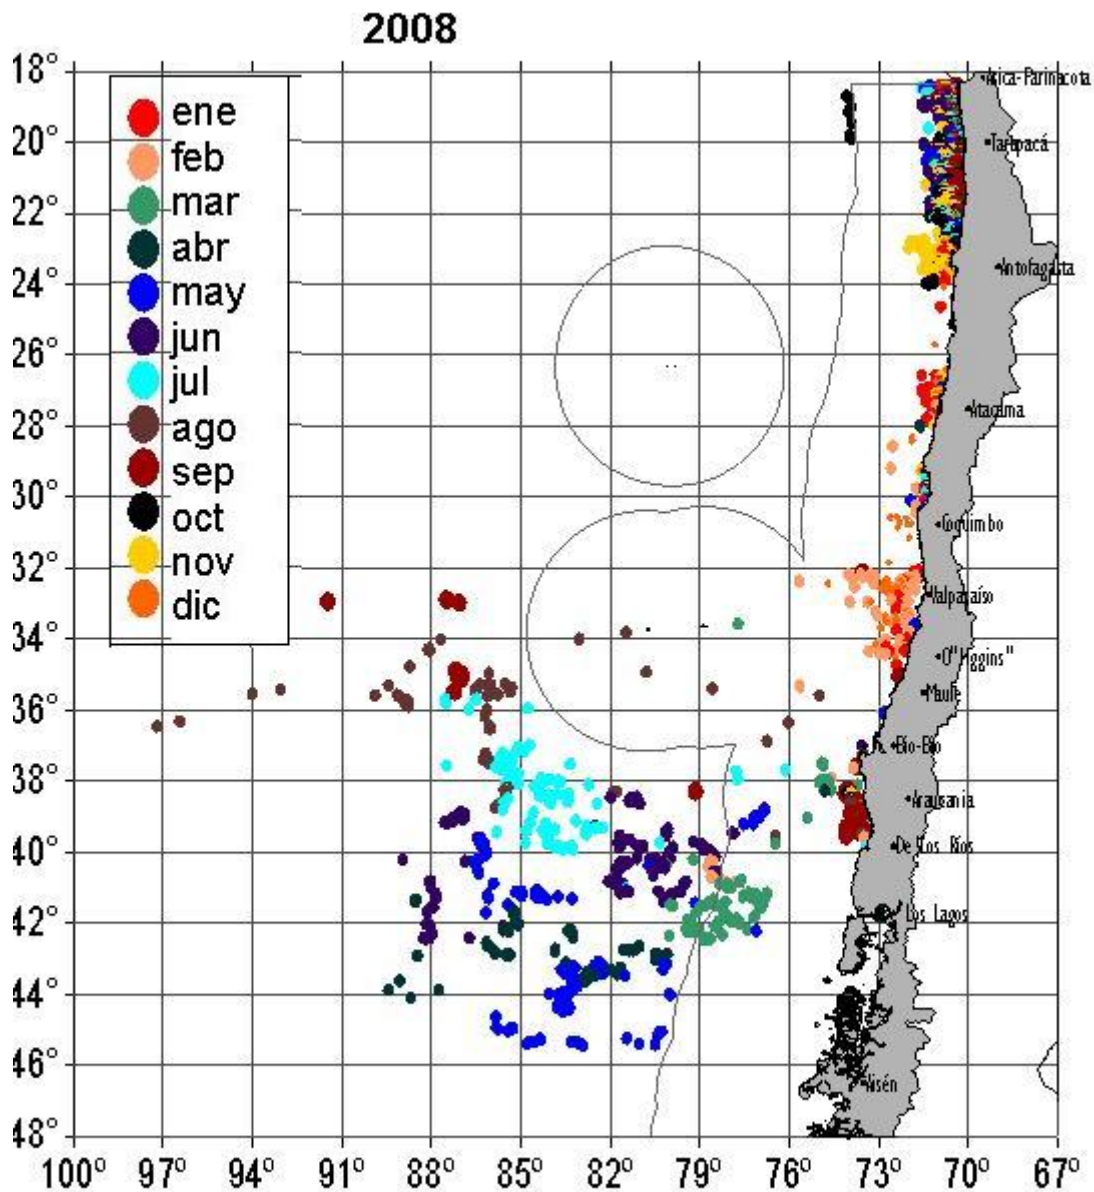 2008
18°
20°
22°
24°
26°
28°
30°
32°
34°
36°
38°
40°
42°
44°
46°
48°
ene
feb
mar
abr
may
jun
jul
ago
sep
oct
nov
dic
Arica-Parinacota
Tarapacá
Antofagasta
Atacama
Coquimbo
Valparaíso
O"Higgins"
Maule
Bio-Bio
Araucania
De Los Rios
Los Lagos
Aisén
100° 97° 94° 91° 88° 85° 82° 79° 76° 73° 70° 67°